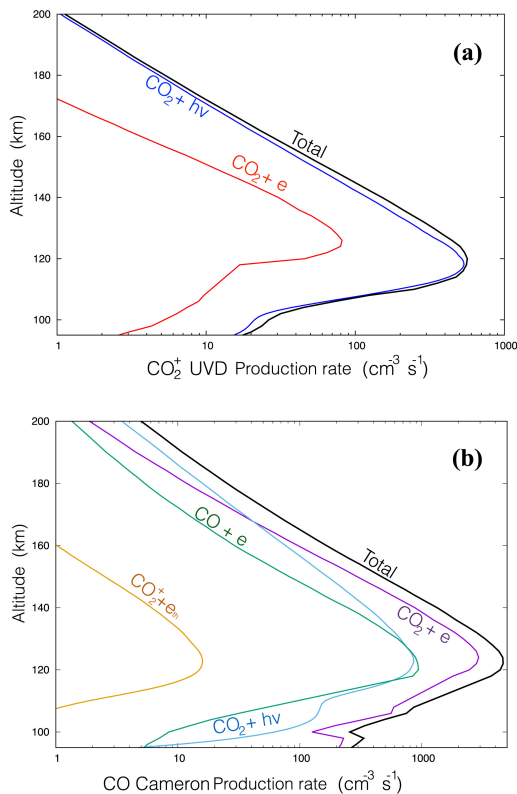 200
(a)
180
CO₂ + hν
160
Total
Altitude (km)
CO₂ + e
140
120
100
1 10 100 1000
CO₂⁺ UVD Production rate (cm⁻³ s⁻¹)
200
(b)
180
CO + e
160
Total
Altitude (km)
CO₂⁺+eₜₕ
140
CO₂ + e
120
CO₂ + hν
100
1 10 100 1000
CO Cameron Production rate (cm⁻³ s⁻¹)